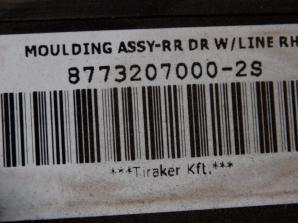 MOULDING ASSY-RR DR W/LINE RH
8773207000-2S
***Tiraker Kft.***